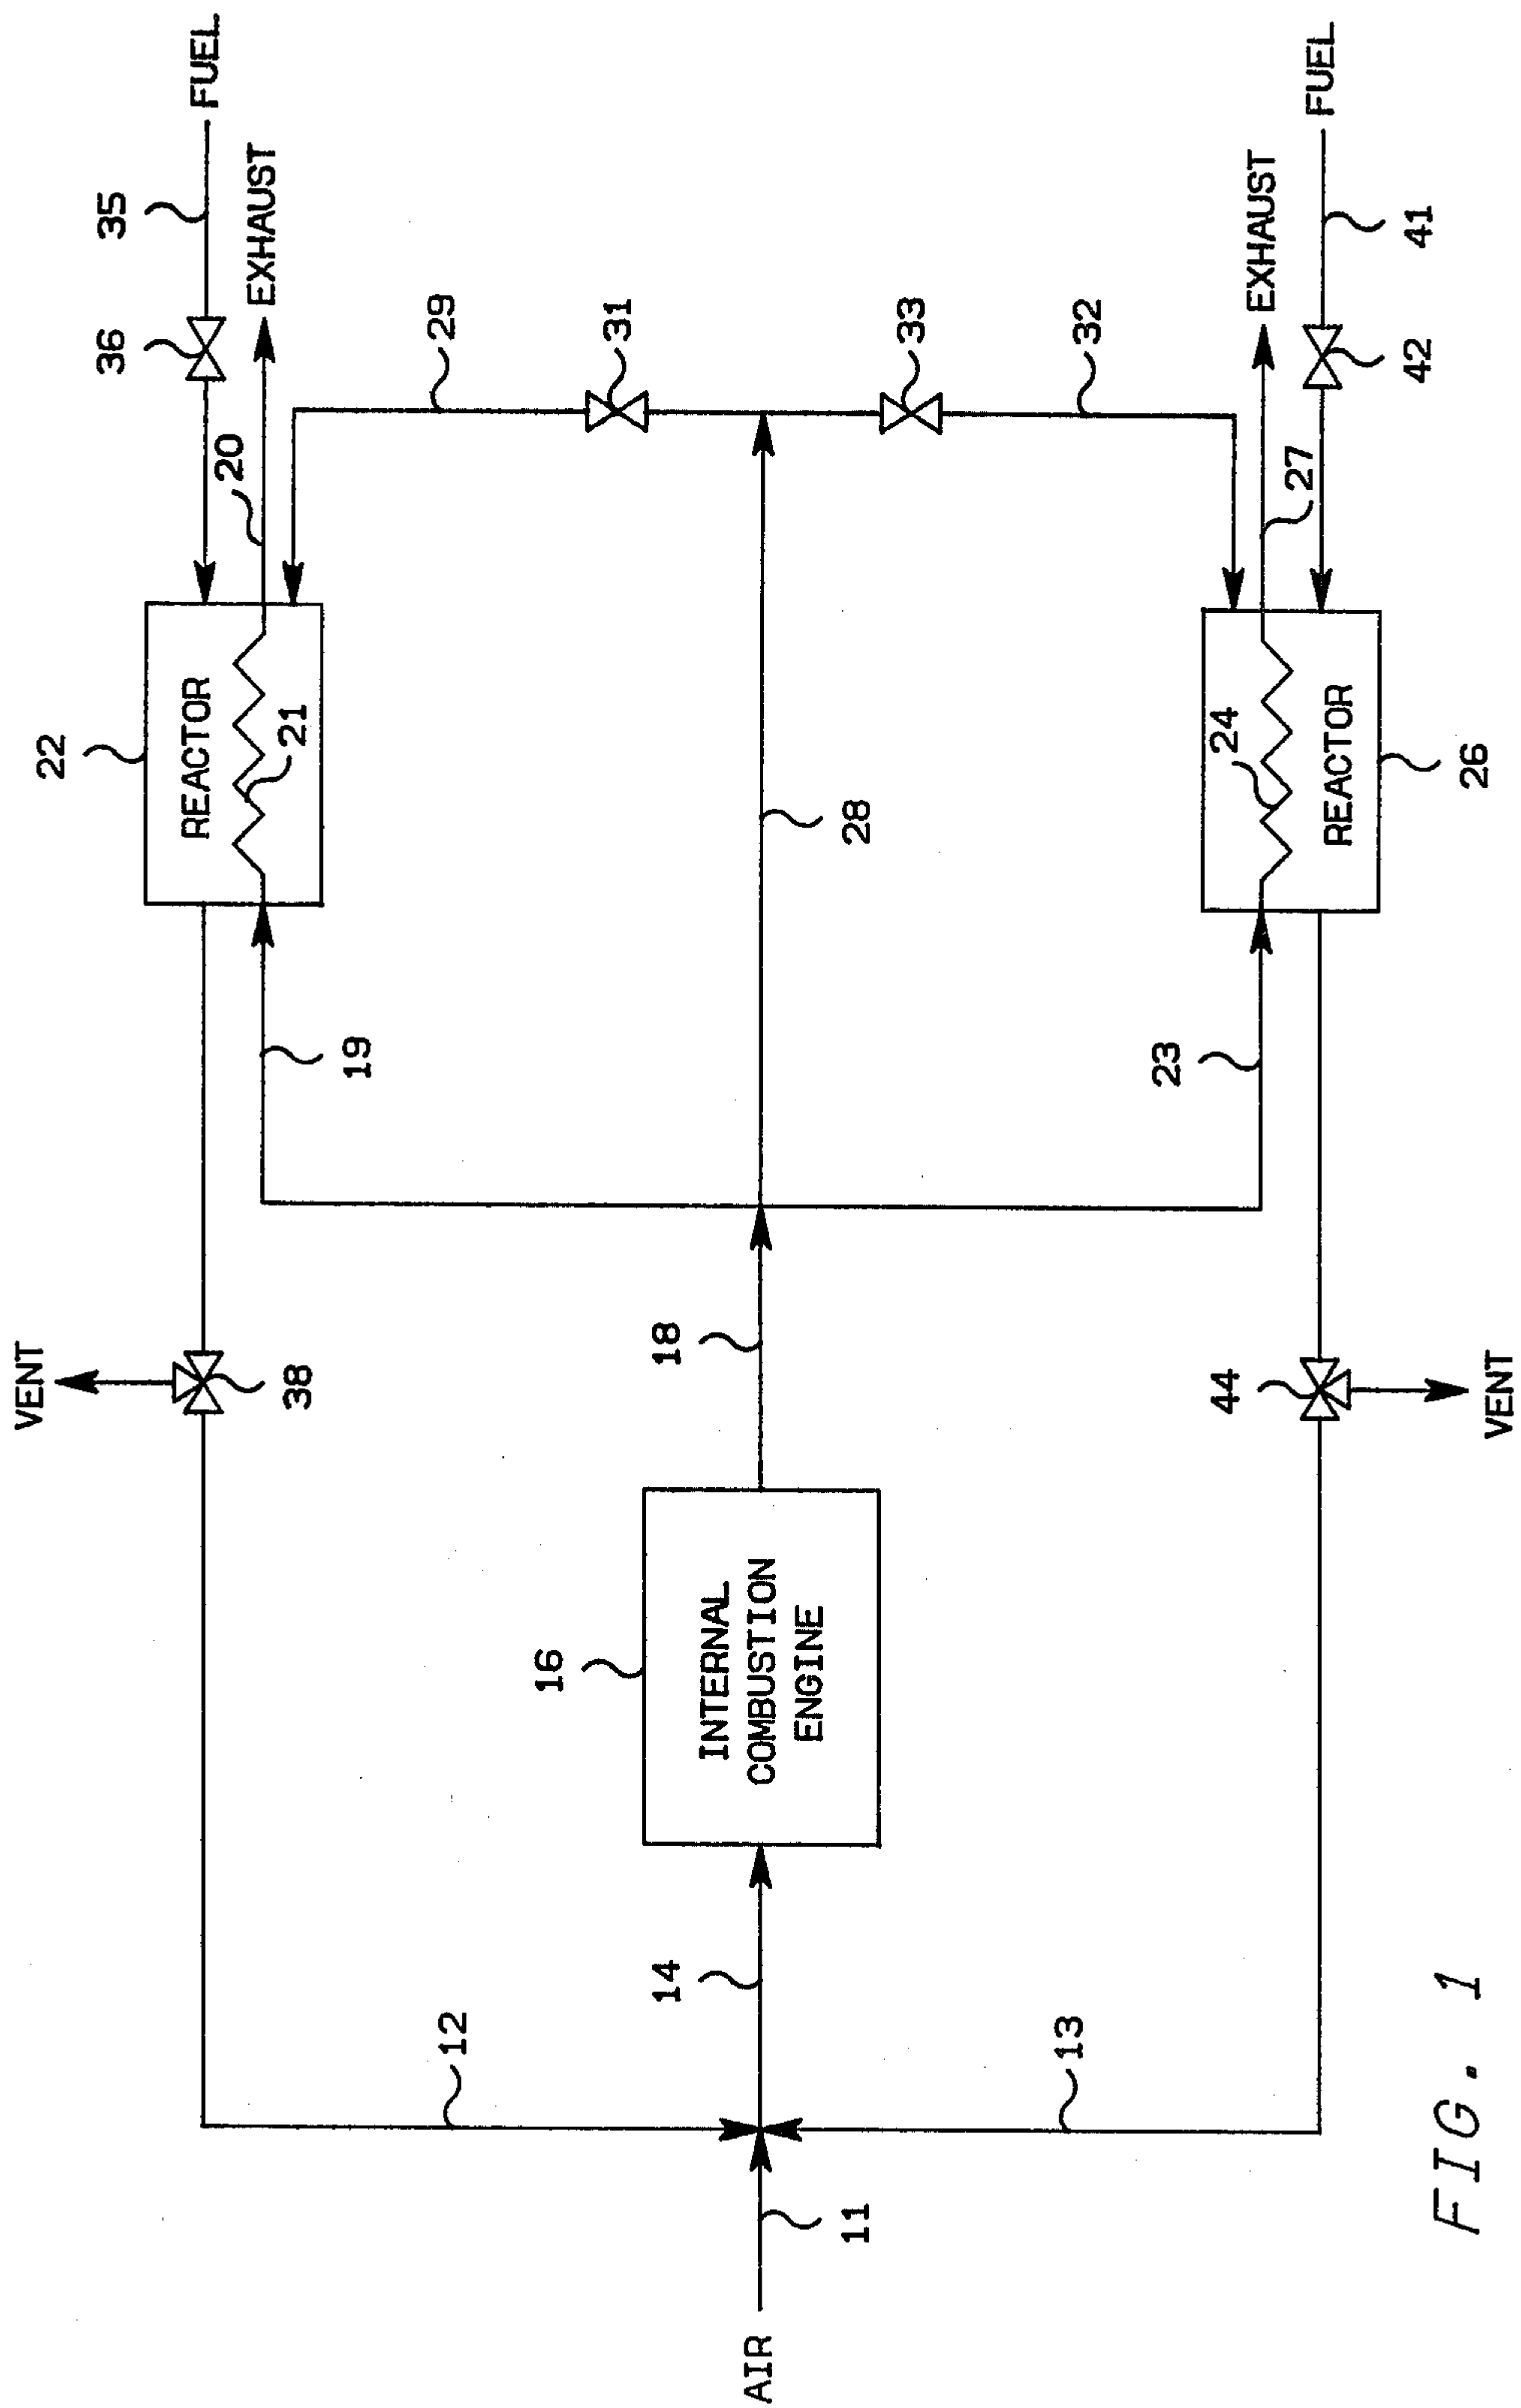 FUEL
35
36
EXHAUST
20
29
31
33
32
EXHAUST
FUEL
41
42
27
22
REACTOR
21
28
24
REACTOR
26
19
23
VENT
38
18
44
VENT
16
INTERNAL
COMBUSTION
ENGINE
12
14
13
11
AIR
FIG. 1